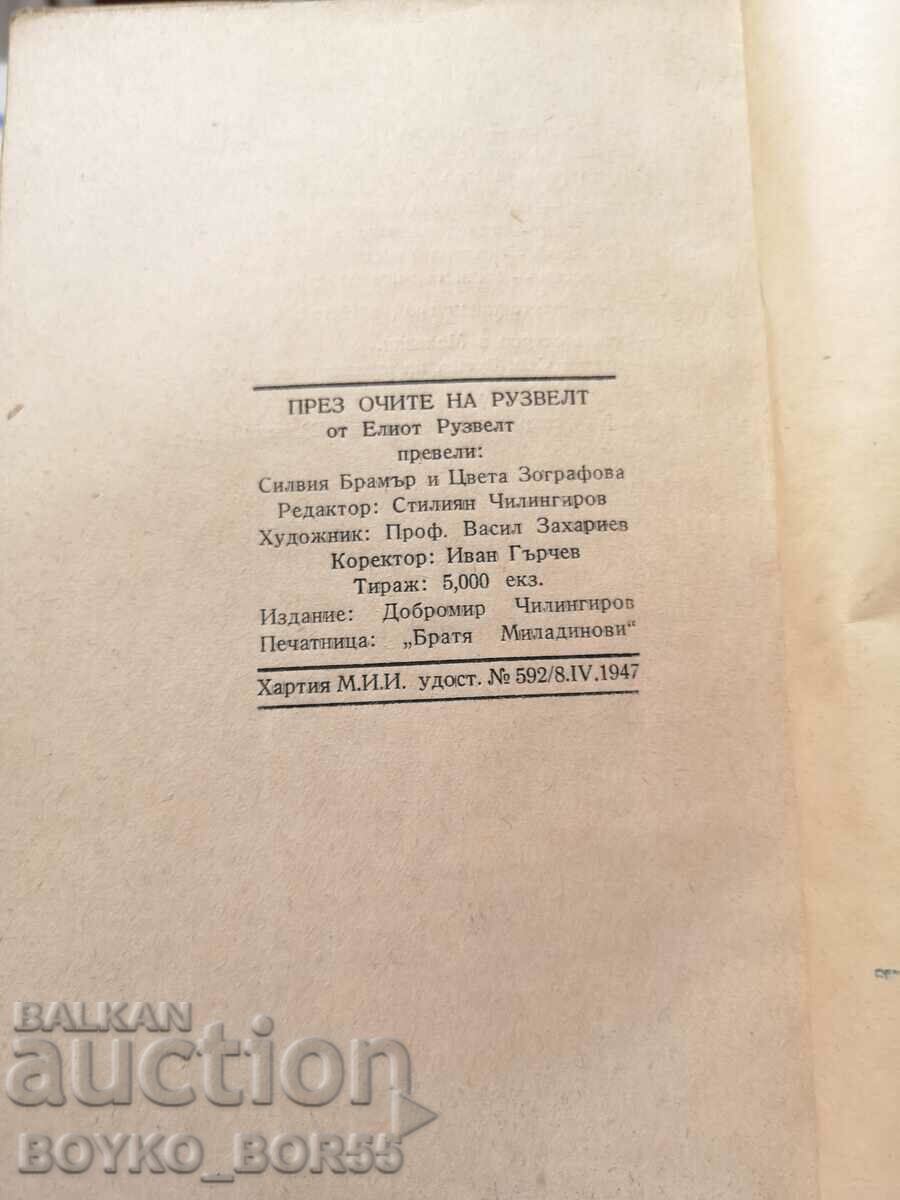 ПРЕЗ ОЧИТЕ НА РУЗВЕЛТ
от Елиот Рузвелт
превели:
Силвия Брамър и Цвета Зографова
Редактор: Стилиян Чилингиров
Художник: Проф. Васил Захариев
Коректор: Иван Гърчев
Тираж: 5,000 екз.
Издание: Добромир Чилингиров
Печатница: „Братя Миладинови“
Хартия М.И.И. удост. № 592/8.IV.1947
BALKAN
auction
BOYKO_BOR55